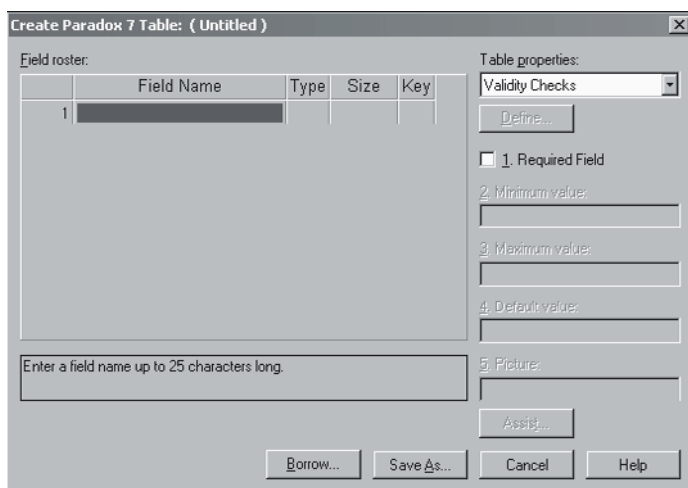 Create Paradox 7 Table: ( Untitled )
Field roster:
Field Name Type Size Key
1
Enter a field name up to 25 characters long.
Table properties:
Validity Checks
Define...
1. Required Field
2. Minimum value:
3. Maximum value:
4. Default value:
5. Picture:
Assist...
Borrow... Save As... Cancel Help